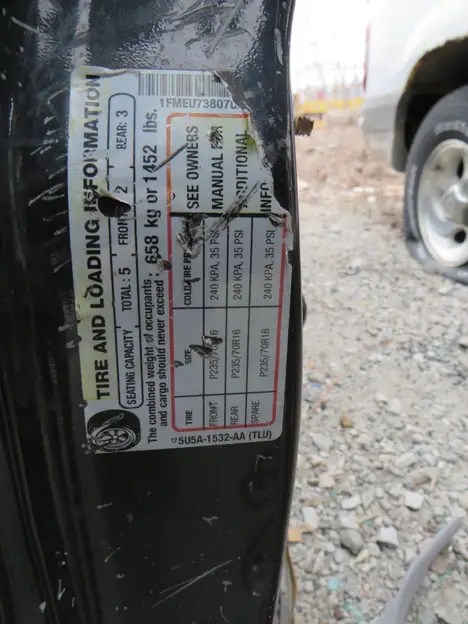 1FMEU73807U
TIRE AND LOADING INFORMATION
SEATING CAPACITY TOTAL: 5 FRONT 2 REAR: 3
The combined weight of occupants : 658 kg or 1452 lbs.
and cargo should never exceed
TIRE SIZE COLD TIRE PR SEE OWNERS
FRONT P235/70R16 240 KPA, 35 PSI MANUAL FOR
REAR P235/70R16 240 KPA, 35 PSI ADDITIONAL
SPARE P235/70R16 240 KPA, 35 PSI INFO
5U5A-1532-AA (TLU)